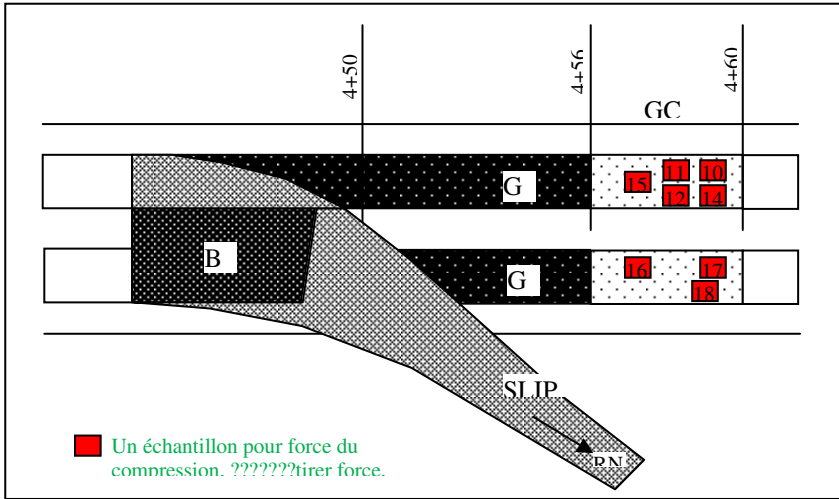 4+50
4+56
4+60
GC
G
15
11
10
12
14
B
G
16
17
18
SLIP
RN
Un échantillon pour force du
compression. ???????tirer force.